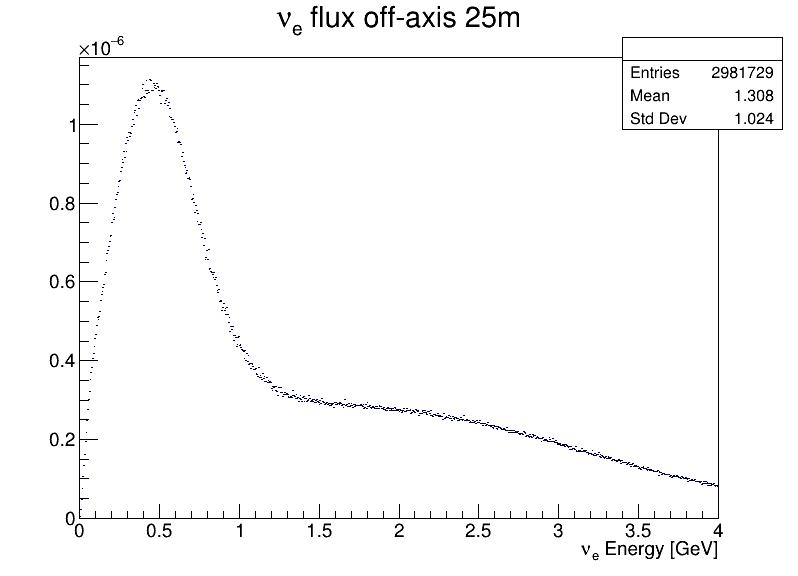 νe flux off-axis 25m
×10−6
Entries 2981729
Mean 1.308
Std Dev 1.024
1
0.8
0.6
0.4
0.2
0
0 0.5 1 1.5 2 2.5 3 3.5 4
νe Energy [GeV]